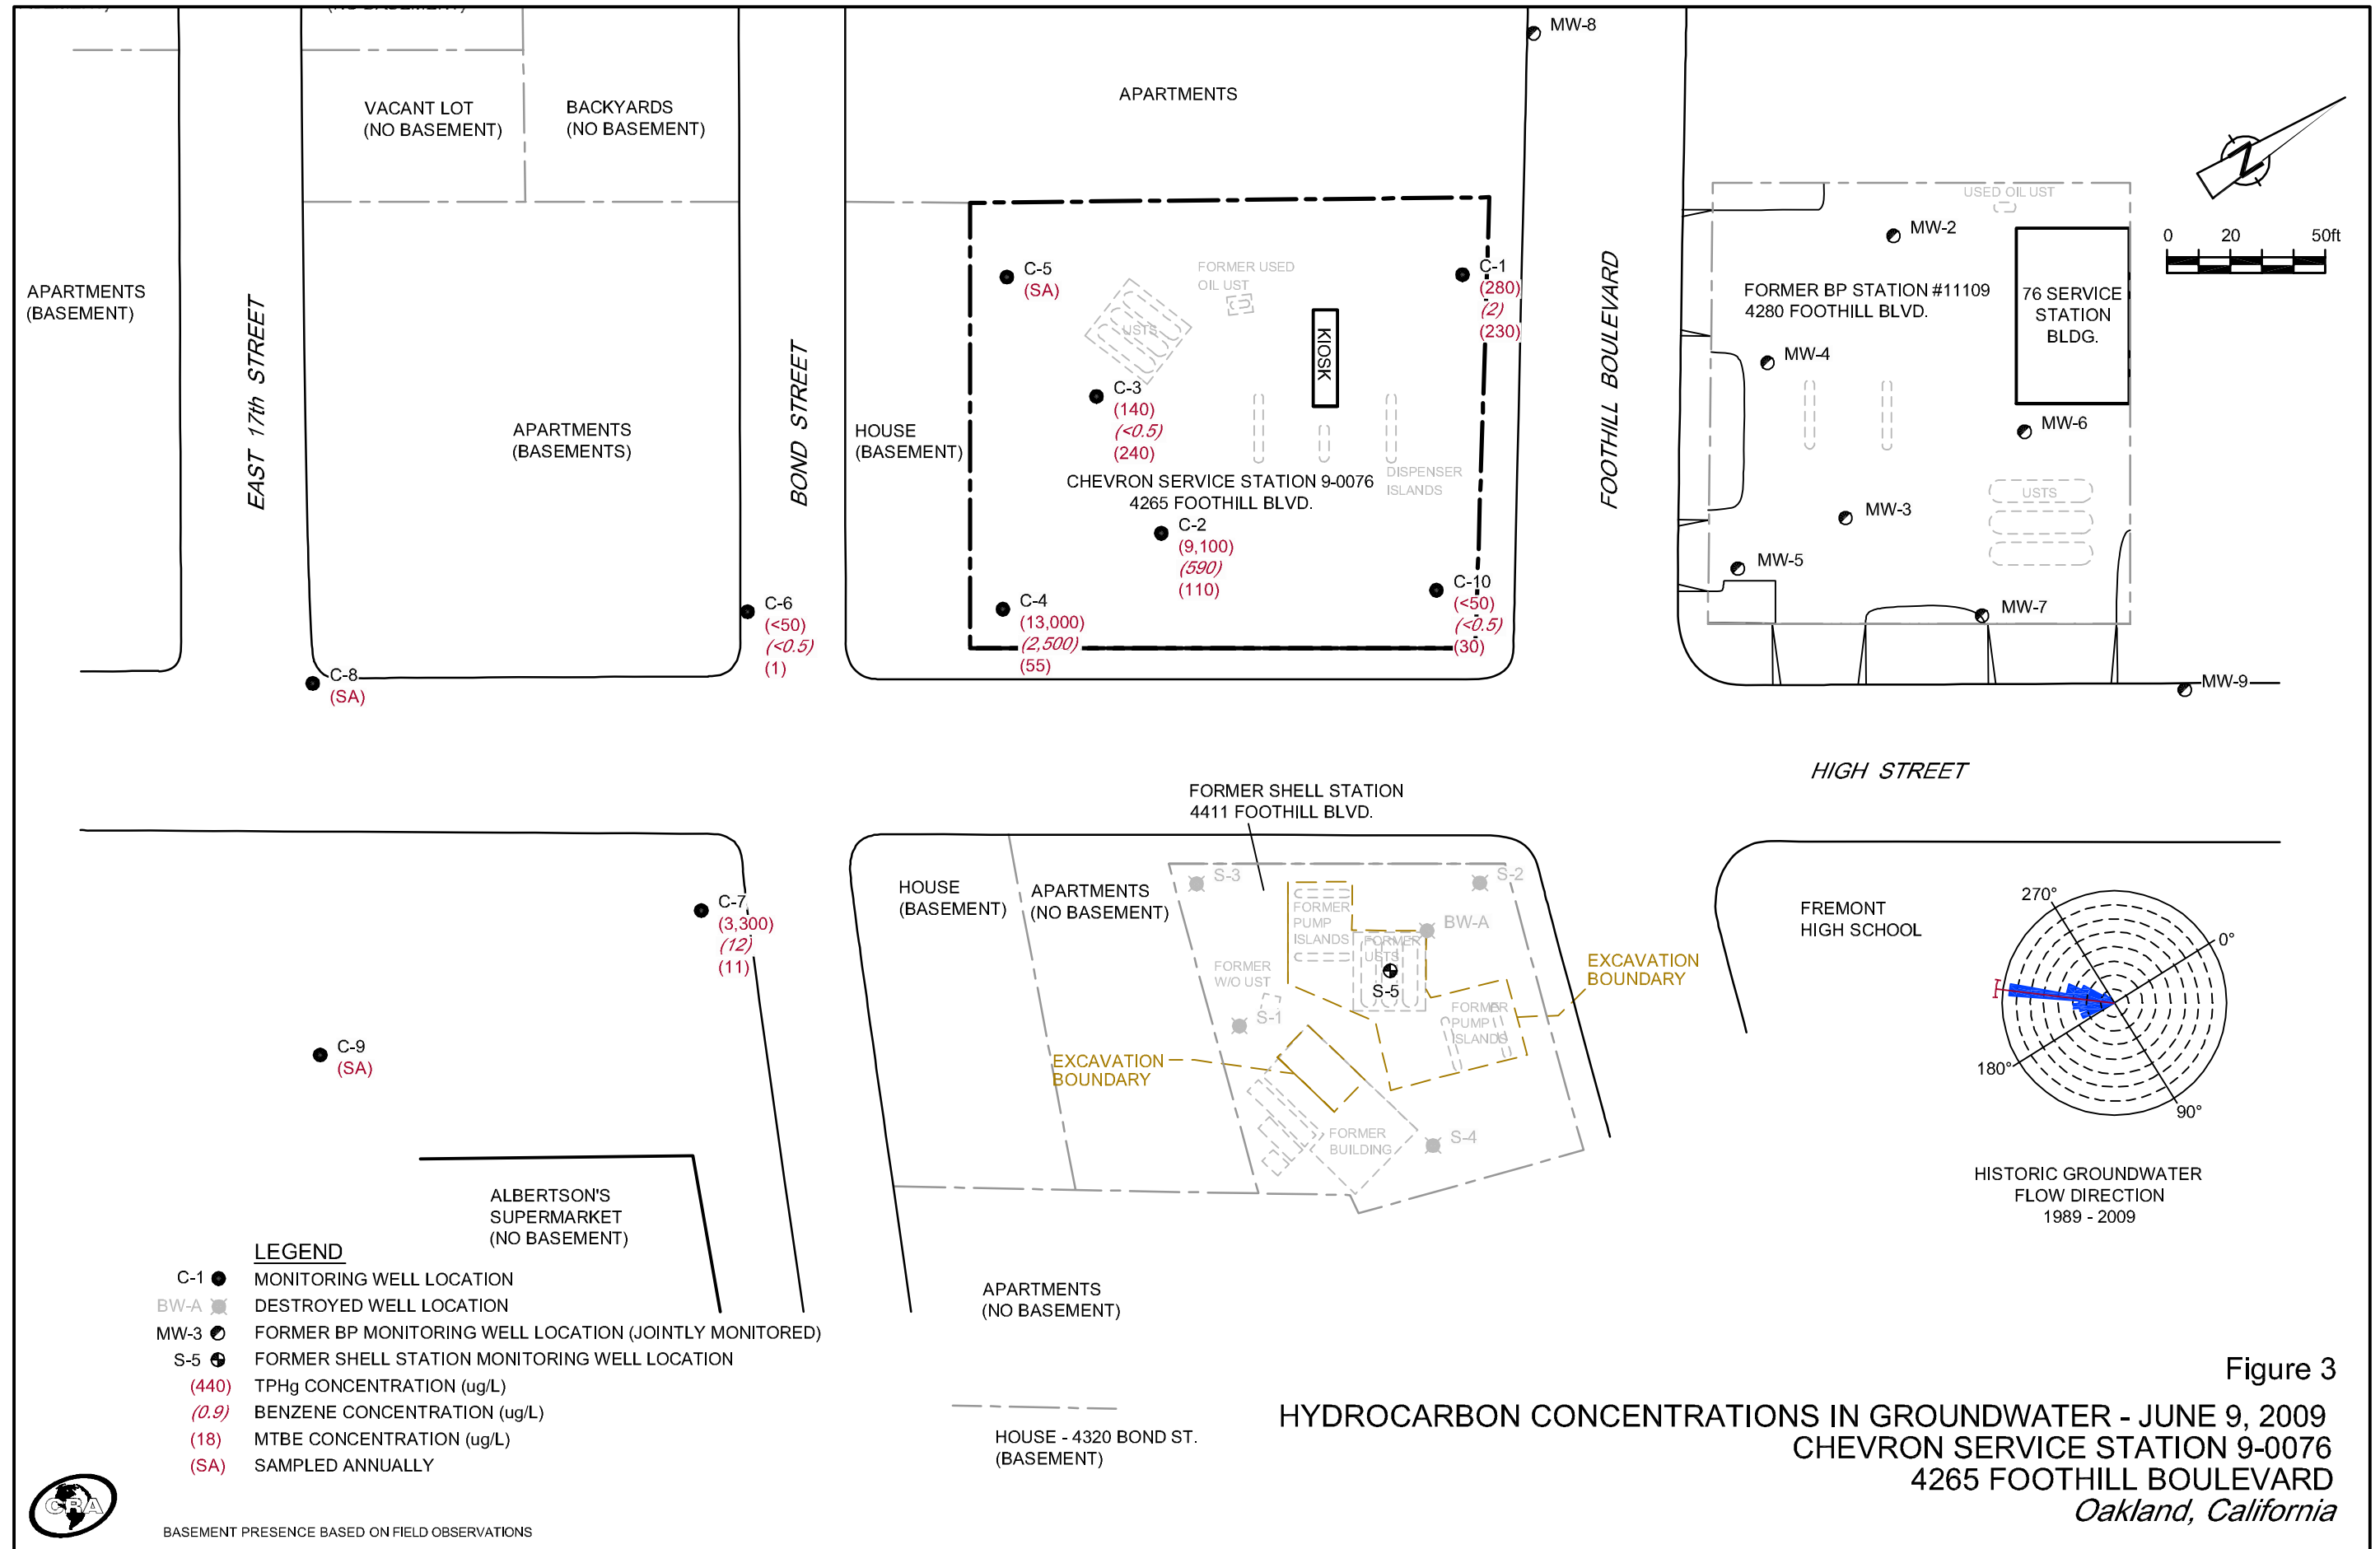 (NO BASEMENT)
MW-8
VACANT LOT
(NO BASEMENT)
BACKYARDS
(NO BASEMENT)
APARTMENTS
N
0 20 50ft
USED OIL UST
MW-2
APARTMENTS
(BASEMENT)
EAST 17th STREET
APARTMENTS
(BASEMENTS)
BOND STREET
HOUSE
(BASEMENT)
C-5
(SA)
FORMER USED
OIL UST
USTS
KIOSK
C-1
(280)
(2)
(230)
C-3
(140)
(<0.5)
(240)
DISPENSER
ISLANDS
CHEVRON SERVICE STATION 9-0076
4265 FOOTHILL BLVD.
C-2
(9,100)
(590)
(110)
C-4
(13,000)
(2,500)
(55)
C-10
(<50)
(<0.5)
(30)
FOOTHILL BOULEVARD
FORMER BP STATION #11109
4280 FOOTHILL BLVD.
76 SERVICE
STATION
BLDG.
MW-4
MW-6
USTS
MW-3
MW-5
MW-7
MW-9
C-6
(<50)
(<0.5)
(1)
C-8
(SA)
HIGH STREET
FORMER SHELL STATION
4411 FOOTHILL BLVD.
C-7
(3,300)
(12)
(11)
HOUSE
(BASEMENT)
APARTMENTS
(NO BASEMENT)
S-3
S-2
FORMER
PUMP
ISLANDS
BW-A
FORMER
USTS
S-5
FORMER
W/O UST
S-1
FORMER
PUMP
ISLANDS
EXCAVATION
BOUNDARY
EXCAVATION
BOUNDARY
FORMER
BUILDING
S-4
FREMONT
HIGH SCHOOL
270°
0°
180°
90°
HISTORIC GROUNDWATER
FLOW DIRECTION
1989 - 2009
C-9
(SA)
ALBERTSON'S
SUPERMARKET
(NO BASEMENT)
APARTMENTS
(NO BASEMENT)
HOUSE - 4320 BOND ST.
(BASEMENT)
LEGEND
C-1 MONITORING WELL LOCATION
BW-A DESTROYED WELL LOCATION
MW-3 FORMER BP MONITORING WELL LOCATION (JOINTLY MONITORED)
S-5 FORMER SHELL STATION MONITORING WELL LOCATION
(440) TPHg CONCENTRATION (ug/L)
(0.9) BENZENE CONCENTRATION (ug/L)
(18) MTBE CONCENTRATION (ug/L)
(SA) SAMPLED ANNUALLY
CRA
BASEMENT PRESENCE BASED ON FIELD OBSERVATIONS
Figure 3
HYDROCARBON CONCENTRATIONS IN GROUNDWATER - JUNE 9, 2009
CHEVRON SERVICE STATION 9-0076
4265 FOOTHILL BOULEVARD
Oakland, California